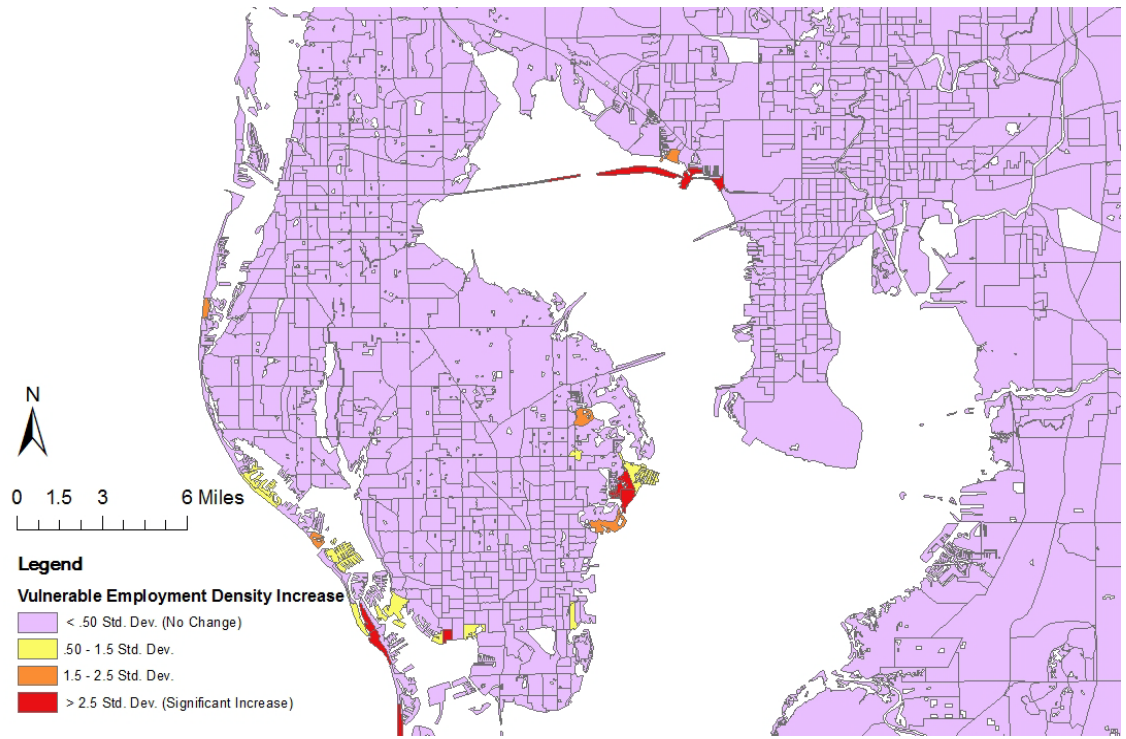 N
0 1.5 3 6 Miles
Legend
Vulnerable Employment Density Increase
< .50 Std. Dev. (No Change)
.50 - 1.5 Std. Dev.
1.5 - 2.5 Std. Dev.
> 2.5 Std. Dev. (Significant Increase)